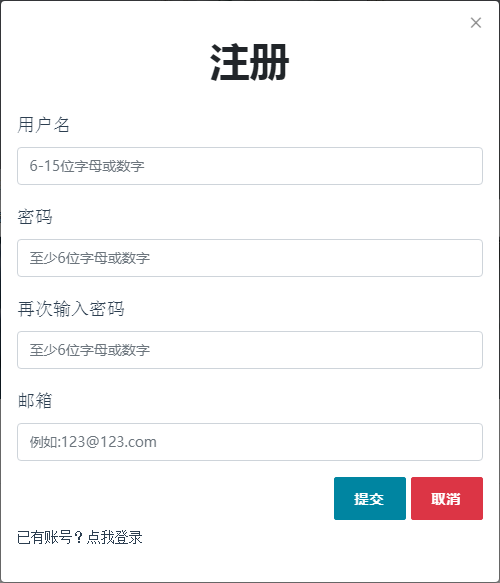 ×
注册
用户名
6-15位字母或数字
密码
至少6位字母或数字
再次输入密码
至少6位字母或数字
邮箱
例如:123@123.com
提交 取消
已有账号？点我登录